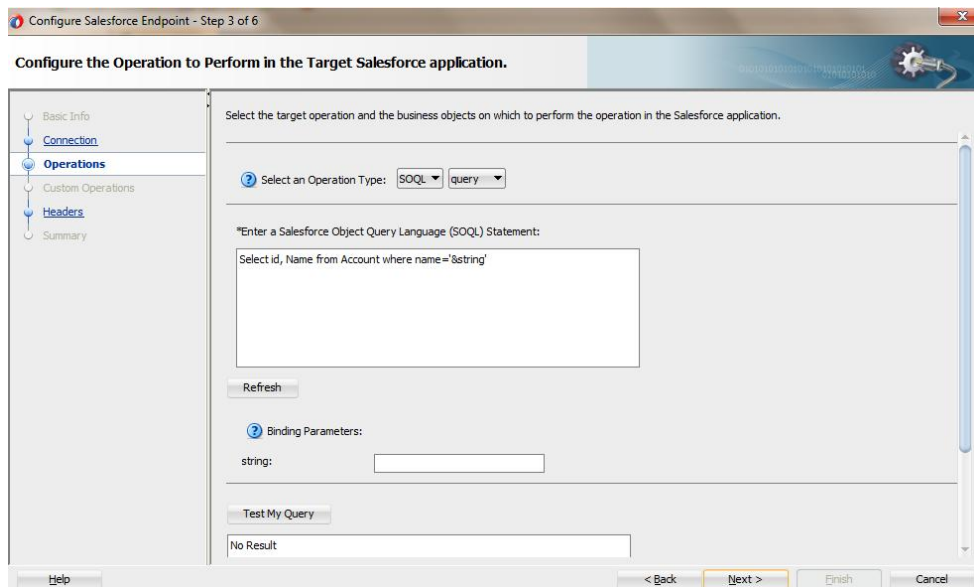 Configure Salesforce Endpoint - Step 3 of 6
Configure the Operation to Perform in the Target Salesforce application.
Basic Info
Connection
Operations
Custom Operations
Headers
Summary
Select the target operation and the business objects on which to perform the operation in the Salesforce application.
Select an Operation Type: SOQL query
*Enter a Salesforce Object Query Language (SOQL) Statement:
Select id, Name from Account where name='&string'
Refresh
Binding Parameters:
string:
Test My Query
No Result
Help
< Back Next > Finish Cancel